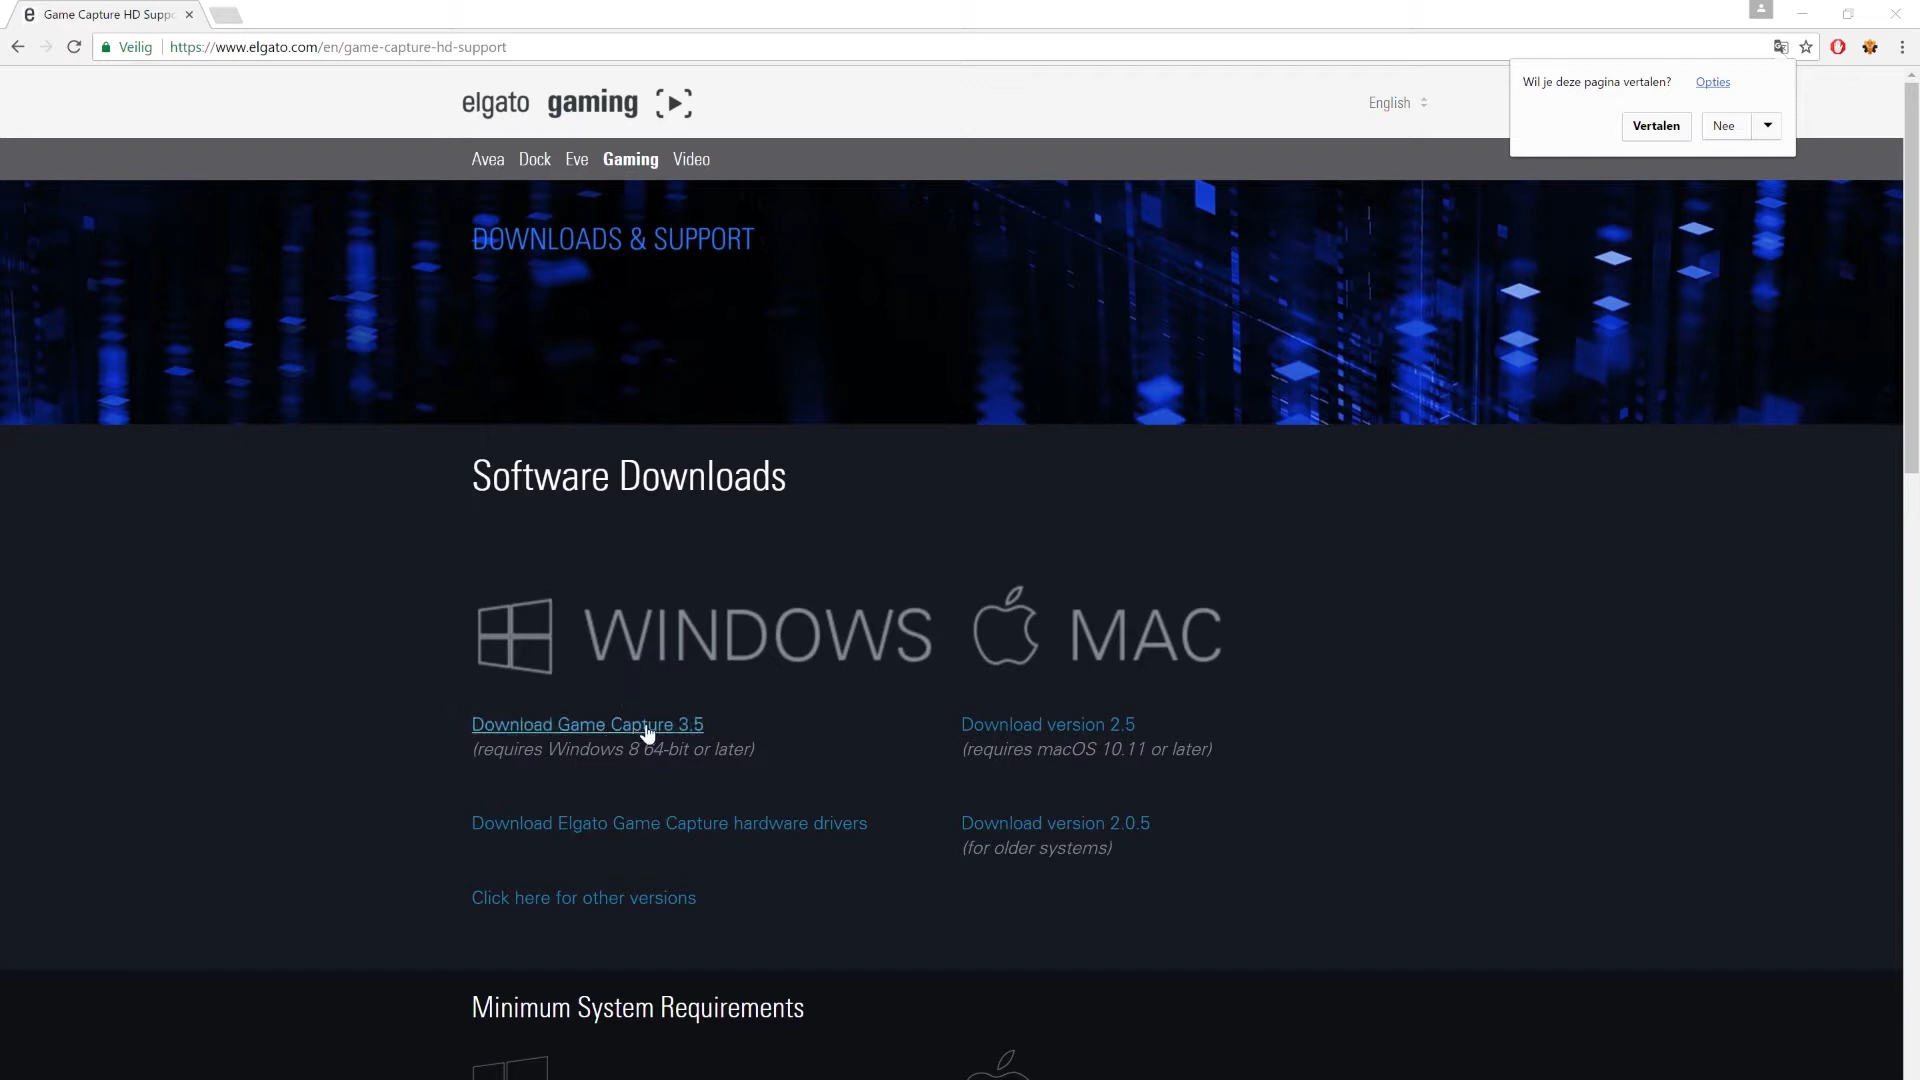 Game Capture HD Supp
Veilig
https://www.elgato.com/en/game-capture-hd-support
Wil je deze pagina vertalen? Opties
Vertalen Nee
elgato gaming
English
Avea Dock Eve Gaming Video
DOWNLOADS & SUPPORT
Software Downloads
WINDOWS MAC
Download Game Capture 3.5
(requires Windows 8 64-bit or later)
Download version 2.5
(requires macOS 10.11 or later)
Download Elgato Game Capture hardware drivers
Download version 2.0.5
(for older systems)
Click here for other versions
Minimum System Requirements